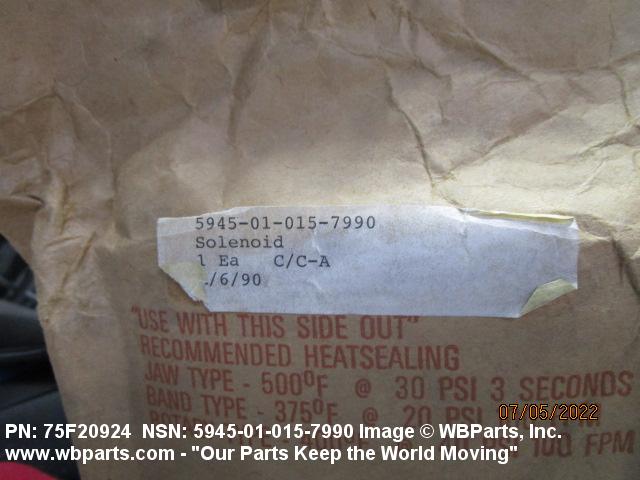 5945-01-015-7990
Solenoid
1 Ea C/C-A
/6/90
"USE WITH THIS SIDE OUT"
RECOMMENDED HEATSEALING
JAW TYPE - 500°F @ 30 PSI 3 SECONDS
BAND TYPE - 375°F @ 20 PSI
07/05/2022
100 FPM
PN: 75F20924 NSN: 5945-01-015-7990 Image © WBParts, Inc.
www.wbparts.com - "Our Parts Keep the World Moving"